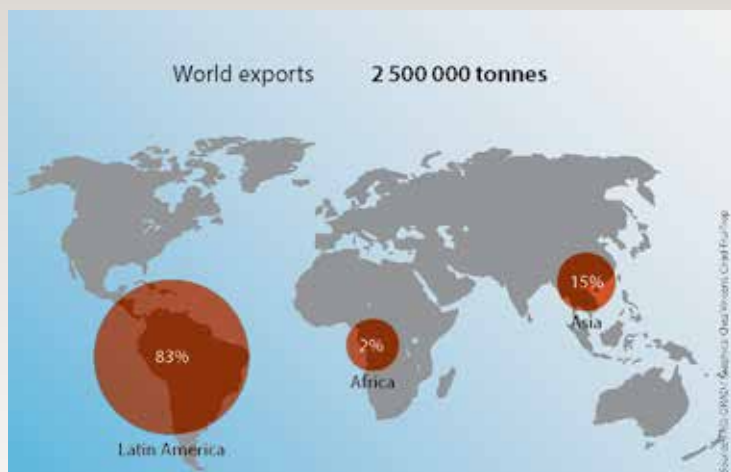 World exports 2 500 000 tonnes
83%
Latin America
2%
Africa
15%
Asia